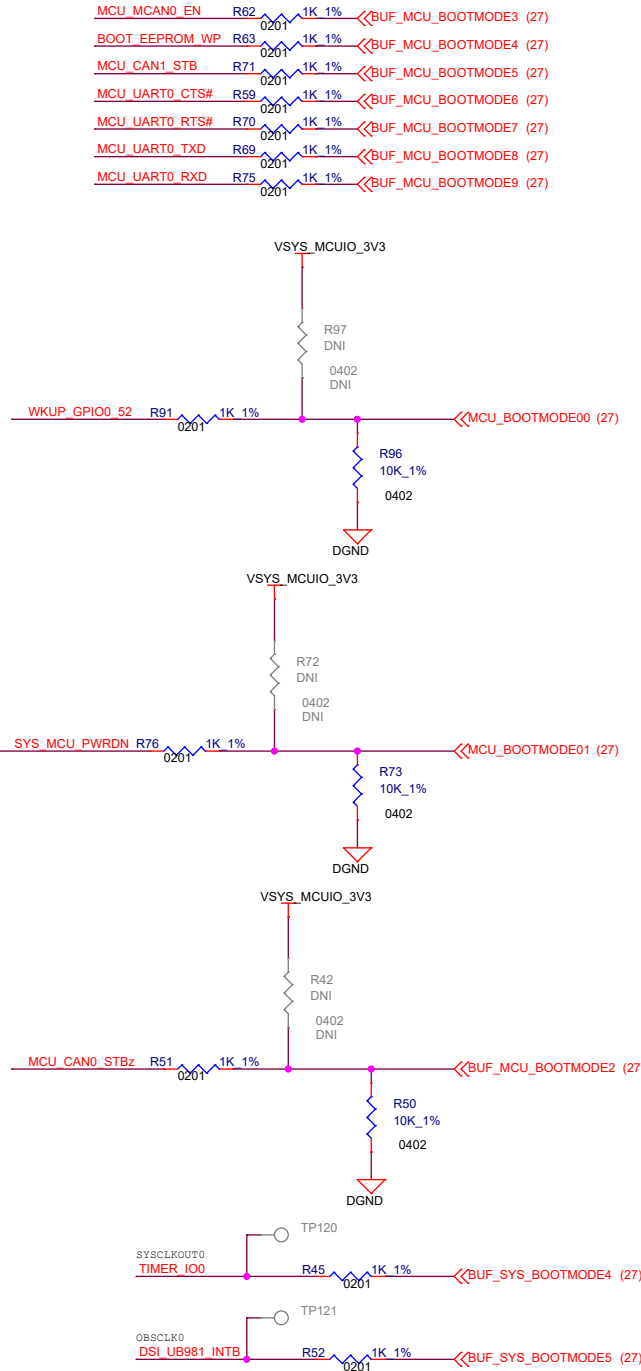 MCU_MCAN0_EN R62 1K_1% BUF_MCU_BOOTMODE3 (27)
0201
BOOT_EEPROM_WP R63 1K_1% BUF_MCU_BOOTMODE4 (27)
0201
MCU_CAN1_STB R71 1K_1% BUF_MCU_BOOTMODE5 (27)
0201
MCU_UART0_CTS# R59 1K_1% BUF_MCU_BOOTMODE6 (27)
0201
MCU_UART0_RTS# R70 1K_1% BUF_MCU_BOOTMODE7 (27)
0201
MCU_UART0_TXD R69 1K_1% BUF_MCU_BOOTMODE8 (27)
0201
MCU_UART0_RXD R75 1K_1% BUF_MCU_BOOTMODE9 (27)
0201
VSYS_MCUIO_3V3
R97
DNI
0402
DNI
WKUP_GPIO0_52 R91 1K_1% MCU_BOOTMODE00 (27)
0201
R96
10K_1%
0402
DGND
VSYS_MCUIO_3V3
R72
DNI
0402
DNI
SYS_MCU_PWRDN R76 1K_1% MCU_BOOTMODE01 (27)
0201
R73
10K_1%
0402
DGND
VSYS_MCUIO_3V3
R42
DNI
0402
DNI
MCU_CAN0_STBz R51 1K_1% BUF_MCU_BOOTMODE2 (27
0201
R50
10K_1%
0402
DGND
TP120
SYSCLKOUT0
TIMER_IO0 R45 1K_1% BUF_SYS_BOOTMODE4 (27)
0201
TP121
OBSCLK0
DSI_UB981_INTB R52 1K_1% BUF_SYS_BOOTMODE5 (27)
0201